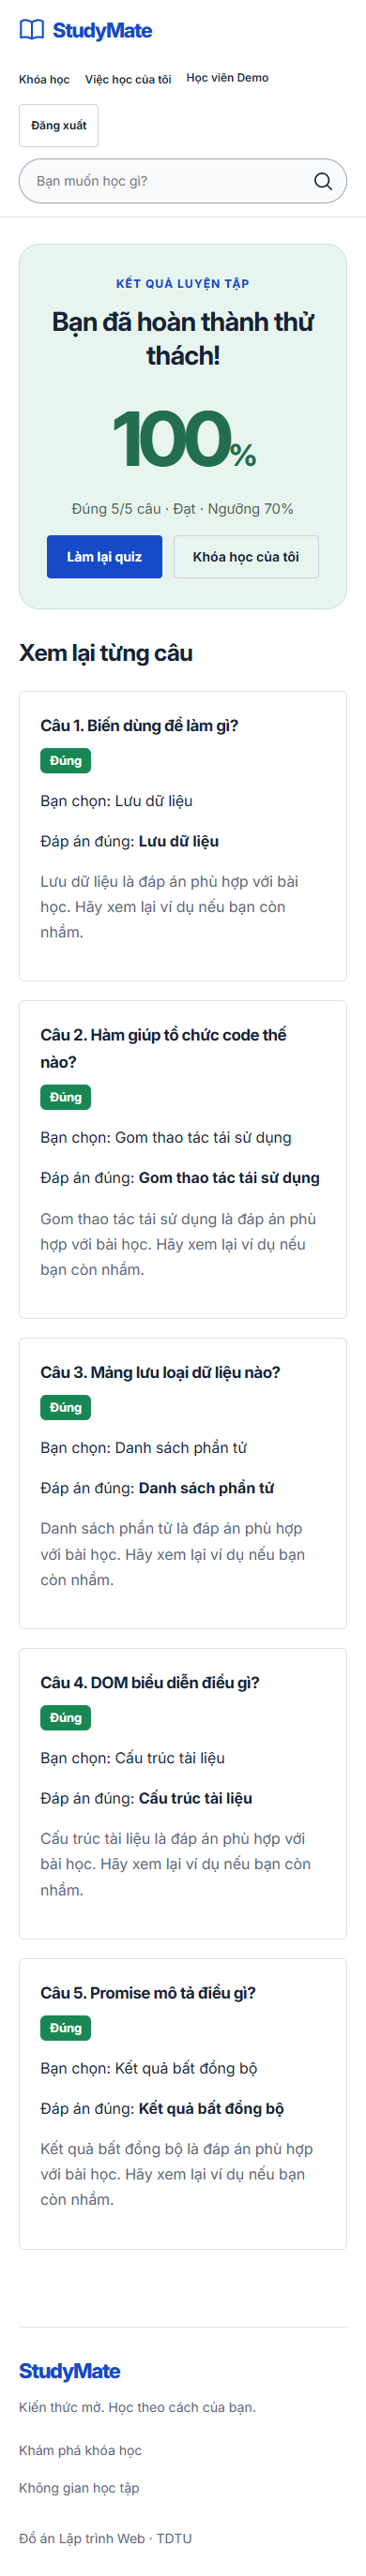 StudyMate
Khóa học Việc học của tôi Học viên Demo
Đăng xuất
Bạn muốn học gì?
KẾT QUẢ LUYỆN TẬP
Bạn đã hoàn thành thử
thách!
100%
Đúng 5/5 câu · Đạt · Ngưỡng 70%
Làm lại quiz Khóa học của tôi
Xem lại từng câu
Câu 1. Biến dùng để làm gì?
Đúng
Bạn chọn: Lưu dữ liệu
Đáp án đúng: Lưu dữ liệu
Lưu dữ liệu là đáp án phù hợp với bài
học. Hãy xem lại ví dụ nếu bạn còn
nhầm.
Câu 2. Hàm giúp tổ chức code thế
nào?
Đúng
Bạn chọn: Gom thao tác tái sử dụng
Đáp án đúng: Gom thao tác tái sử dụng
Gom thao tác tái sử dụng là đáp án phù
hợp với bài học. Hãy xem lại ví dụ nếu
bạn còn nhầm.
Câu 3. Mảng lưu loại dữ liệu nào?
Đúng
Bạn chọn: Danh sách phần tử
Đáp án đúng: Danh sách phần tử
Danh sách phần tử là đáp án phù hợp
với bài học. Hãy xem lại ví dụ nếu bạn
còn nhầm.
Câu 4. DOM biểu diễn điều gì?
Đúng
Bạn chọn: Cấu trúc tài liệu
Đáp án đúng: Cấu trúc tài liệu
Cấu trúc tài liệu là đáp án phù hợp với
bài học. Hãy xem lại ví dụ nếu bạn còn
nhầm.
Câu 5. Promise mô tả điều gì?
Đúng
Bạn chọn: Kết quả bất đồng bộ
Đáp án đúng: Kết quả bất đồng bộ
Kết quả bất đồng bộ là đáp án phù hợp
với bài học. Hãy xem lại ví dụ nếu bạn
còn nhầm.
StudyMate
Kiến thức mở. Học theo cách của bạn.
Khám phá khóa học
Không gian học tập
Đồ án Lập trình Web · TDTU